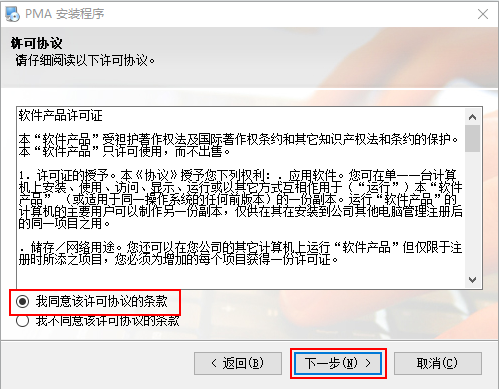 PMA 安装程序
许可协议
请仔细阅读以下许可协议。
软件产品许可证
本“软件产品”受袒护著作权法及国际著作权条约和其它知识产权法和条约的保护。
本“软件产品”只许可使用，而不出售。
1. 许可证的授予。本《协议》授予您下列权利：. 应用软件。您可在单一一台计算
机上安装、使用、访问、显示、运行或以其它方式互相作用于（“运行”）本“软件
产品” （或适用于同一操作系统的任何前版本）的一份副本。运行“软件产品”的
计算机的主要用户可以制作另一份副本，仅供在其在安装到公司其他电脑管理注册后
的同一项目之用。
. 储存／网络用途。您还可以在您公司的其它计算机上运行“软件产品”但仅限于注
册时所添之项目，您必须为增加的每个项目获得一份许可证。
我同意该许可协议的条款
我不同意该许可协议的条款
< 返回(B)
下一步(N) >
取消(C)